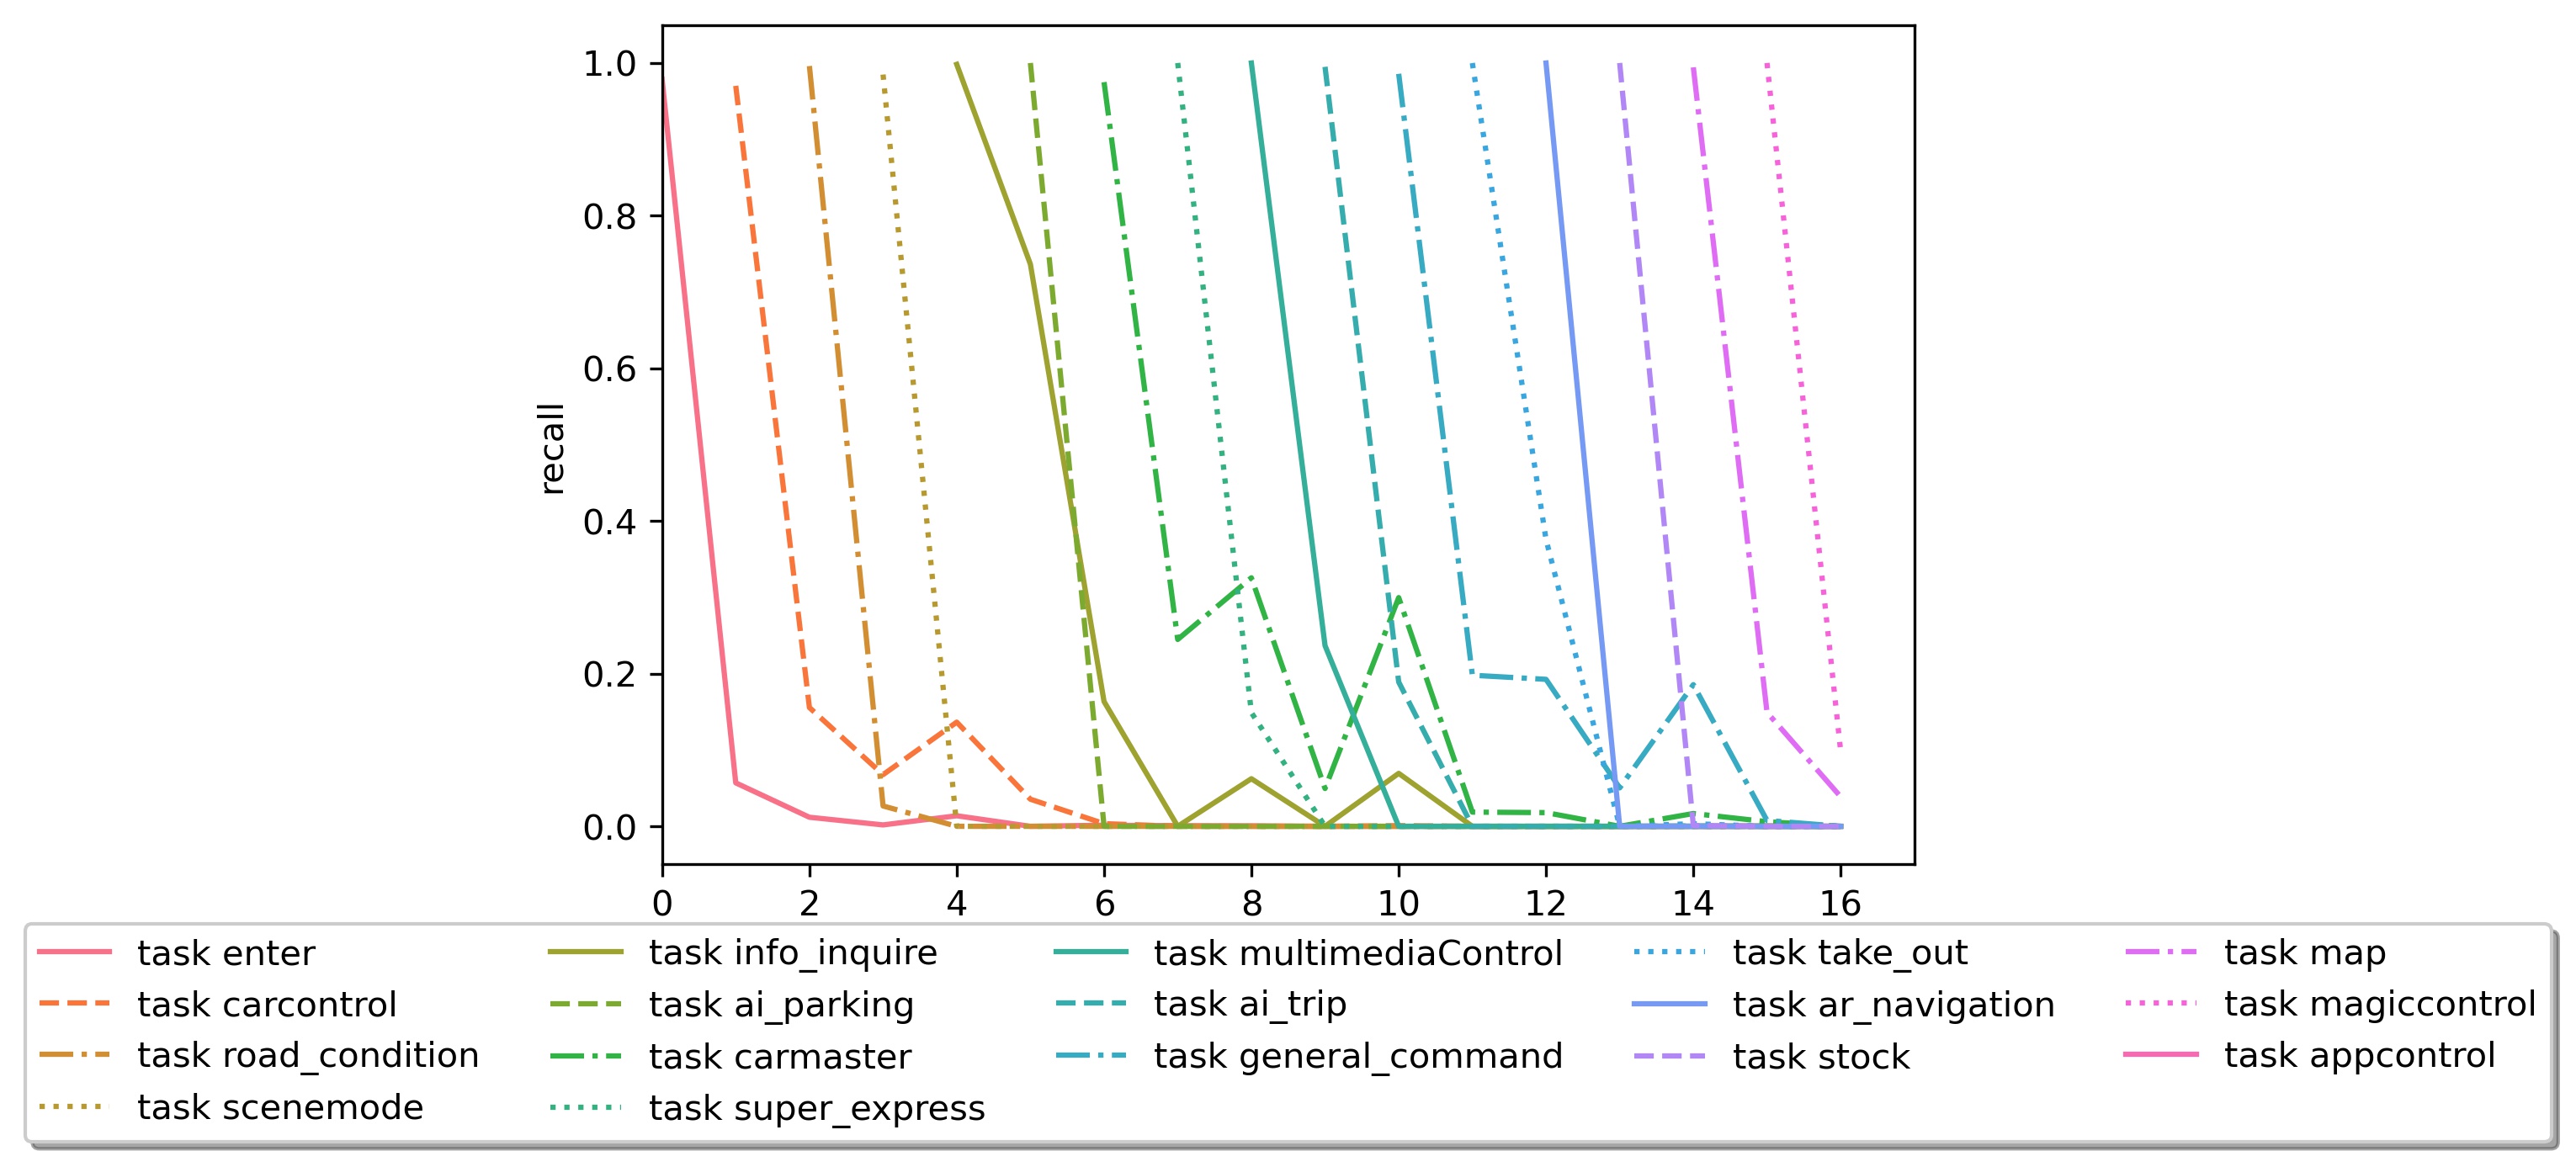 1.0
0.8
0.6
0.4
0.2
0.0
recall
0 2 4 6 8 10 12 14 16
task enter task info_inquire task multimediaControl task take_out task map
task carcontrol task ai_parking task ai_trip task ar_navigation task magiccontrol
task road_condition task carmaster task general_command task stock task appcontrol
task scenemode task super_express